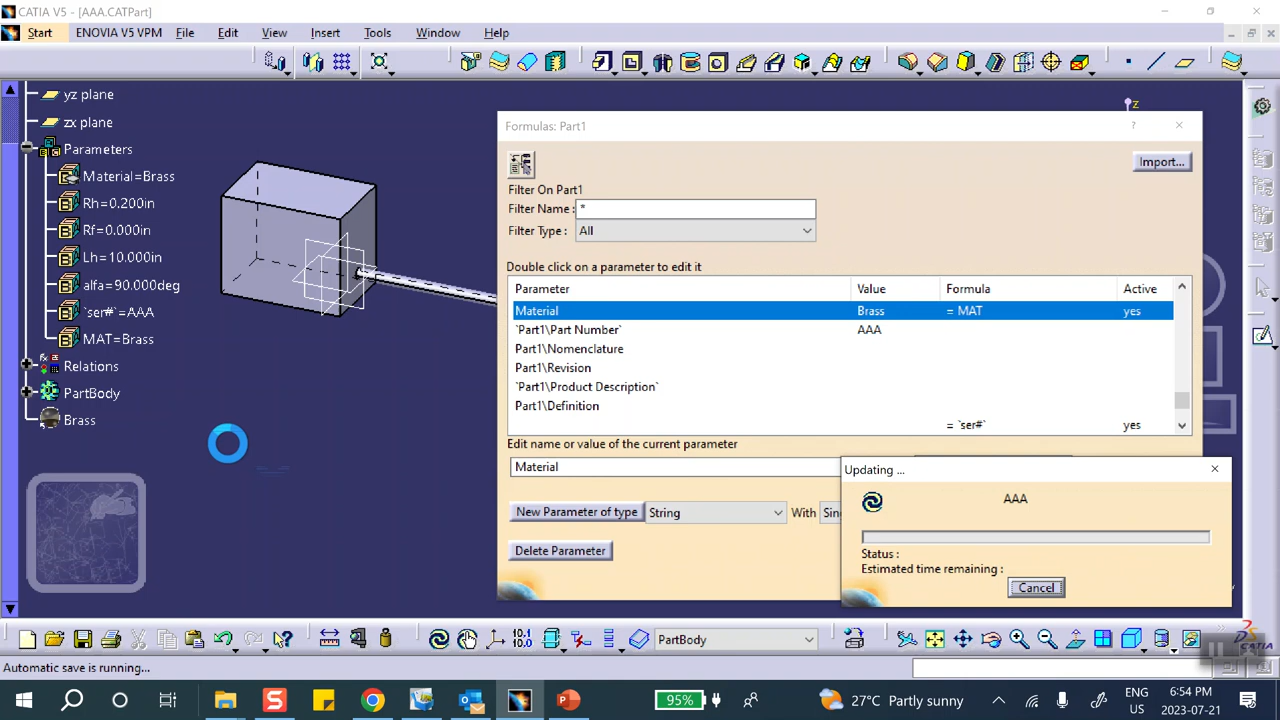 CATIA V5 - [AAA.CATPart]
Start ENOVIA V5 VPM File Edit View Insert Tools Window Help
yz plane
zx plane
Parameters
Material=Brass
Rh=0.200in
Rf=0.000in
Lh=10.000in
alfa=90.000deg
`ser#`=AAA
MAT=Brass
Relations
PartBody
Brass
z
Formulas: Part1
?
Import...
Filter On Part1
Filter Name : *
Filter Type : All
Double click on a parameter to edit it
Parameter Value Formula Active
Material Brass = MAT yes
`Part1\Part Number` AAA
Part1\Nomenclature
Part1\Revision
`Part1\Product Description`
Part1\Definition
= `ser#` yes
Edit name or value of the current parameter
Material
New Parameter of type String With Sin
Delete Parameter
Updating ...
AAA
Status :
Estimated time remaining :
Cancel
10.01
PartBody
CATIA
Automatic save is running...
95%
27°C Partly sunny
ENG
US
6:54 PM
2023-07-21